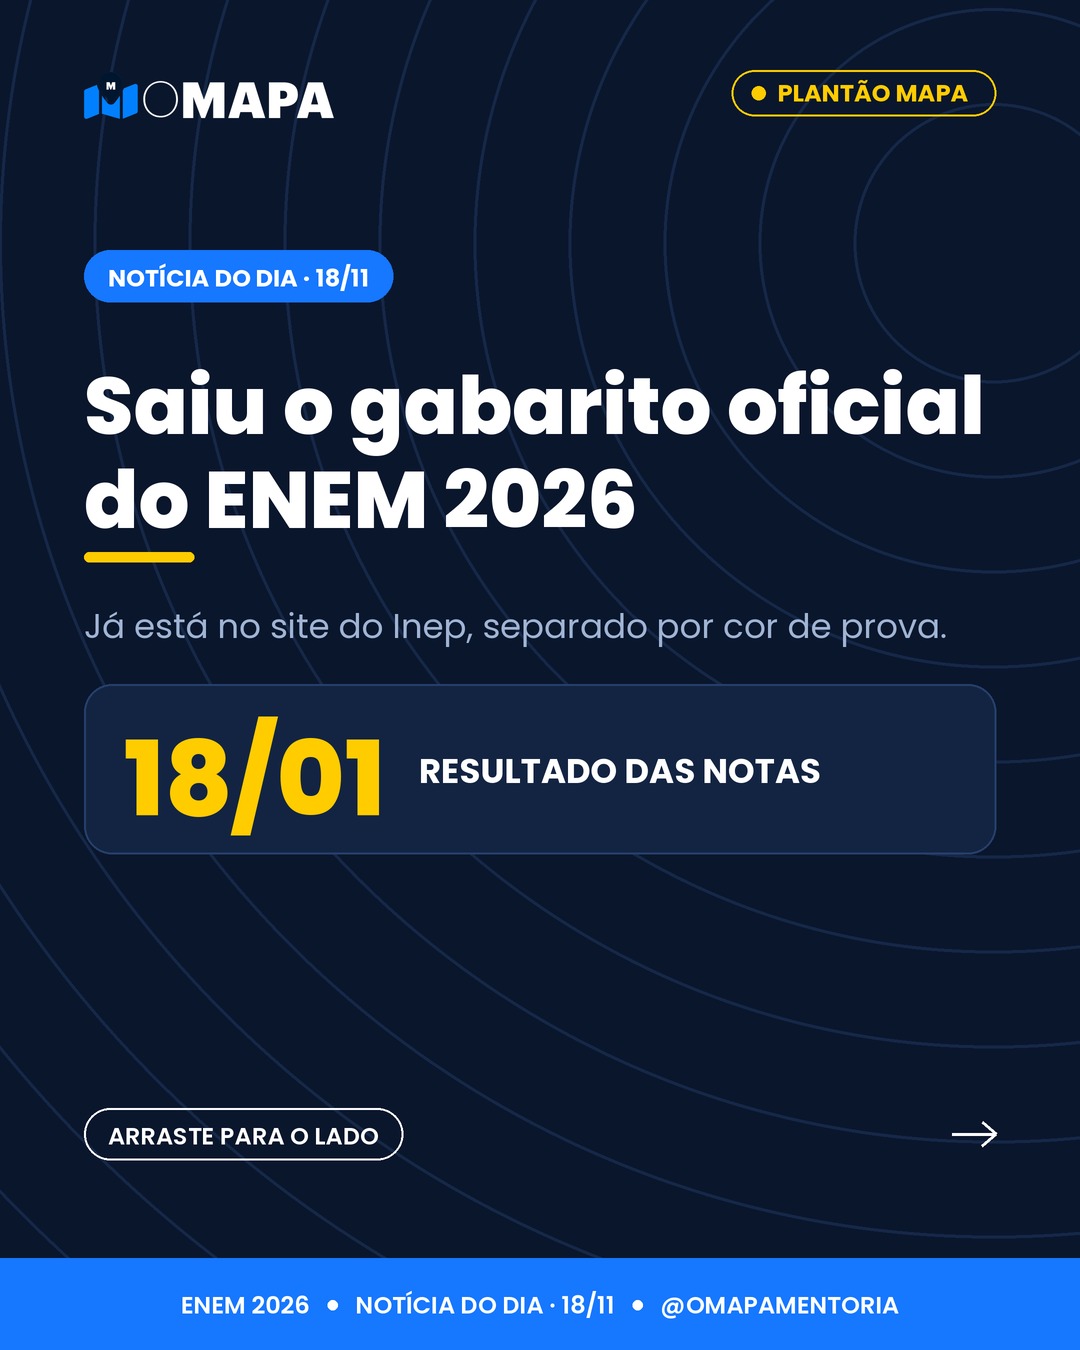 M OMAPA
PLANTÃO MAPA
NOTÍCIA DO DIA · 18/11
Saiu o gabarito oficial
do ENEM 2026
Já está no site do Inep, separado por cor de prova.
18/01 RESULTADO DAS NOTAS
ARRASTE PARA O LADO
ENEM 2026 • NOTÍCIA DO DIA · 18/11 • @OMAPAMENTORIA